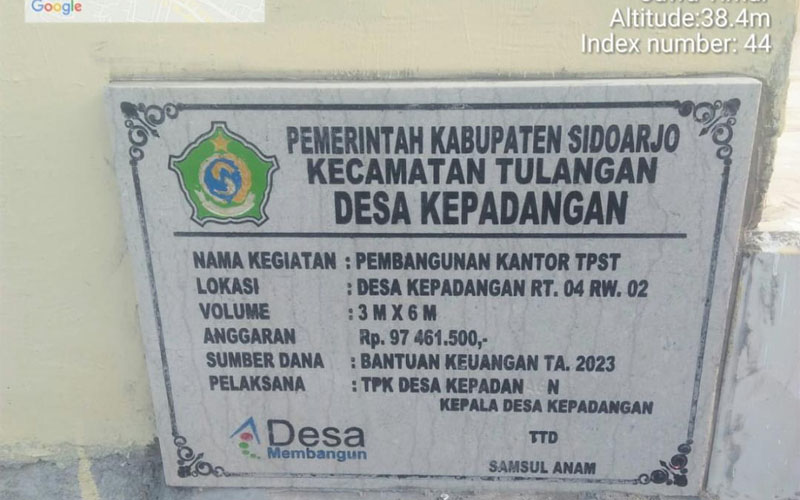 Google
Altitude:38.4m
Index number: 44
PEMERINTAH KABUPATEN SIDOARJO
KECAMATAN TULANGAN
DESA KEPADANGAN
NAMA KEGIATAN : PEMBANGUNAN KANTOR TPST
LOKASI : DESA KEPADANGAN RT. 04 RW. 02
VOLUME : 3 M X 6 M
ANGGARAN Rp. 97 461.500,-
SUMBER DANA : BANTUAN KEUANGAN TA. 2023
PELAKSANA : TPK DESA KEPADAN N
KEPALA DESA KEPADANGAN
Desa
Membangun
TTD
SAMSUL ANAM